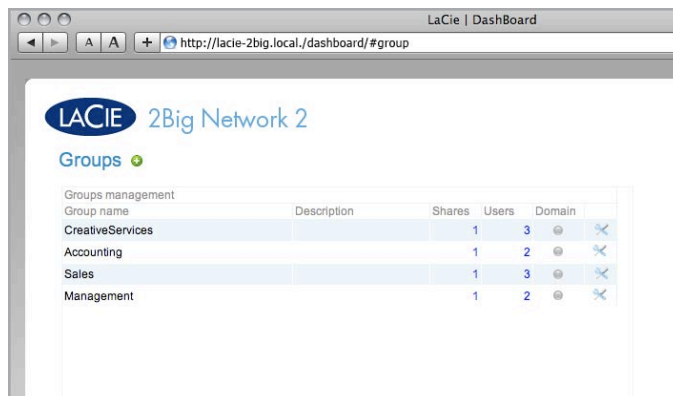 LaCie | DashBoard
A A + http://lacie-2big.local./dashboard/#group
LACIE 2Big Network 2
Groups
Groups management
Group name Description Shares Users Domain
CreativeServices 1 3
Accounting 1 2
Sales 1 3
Management 1 2